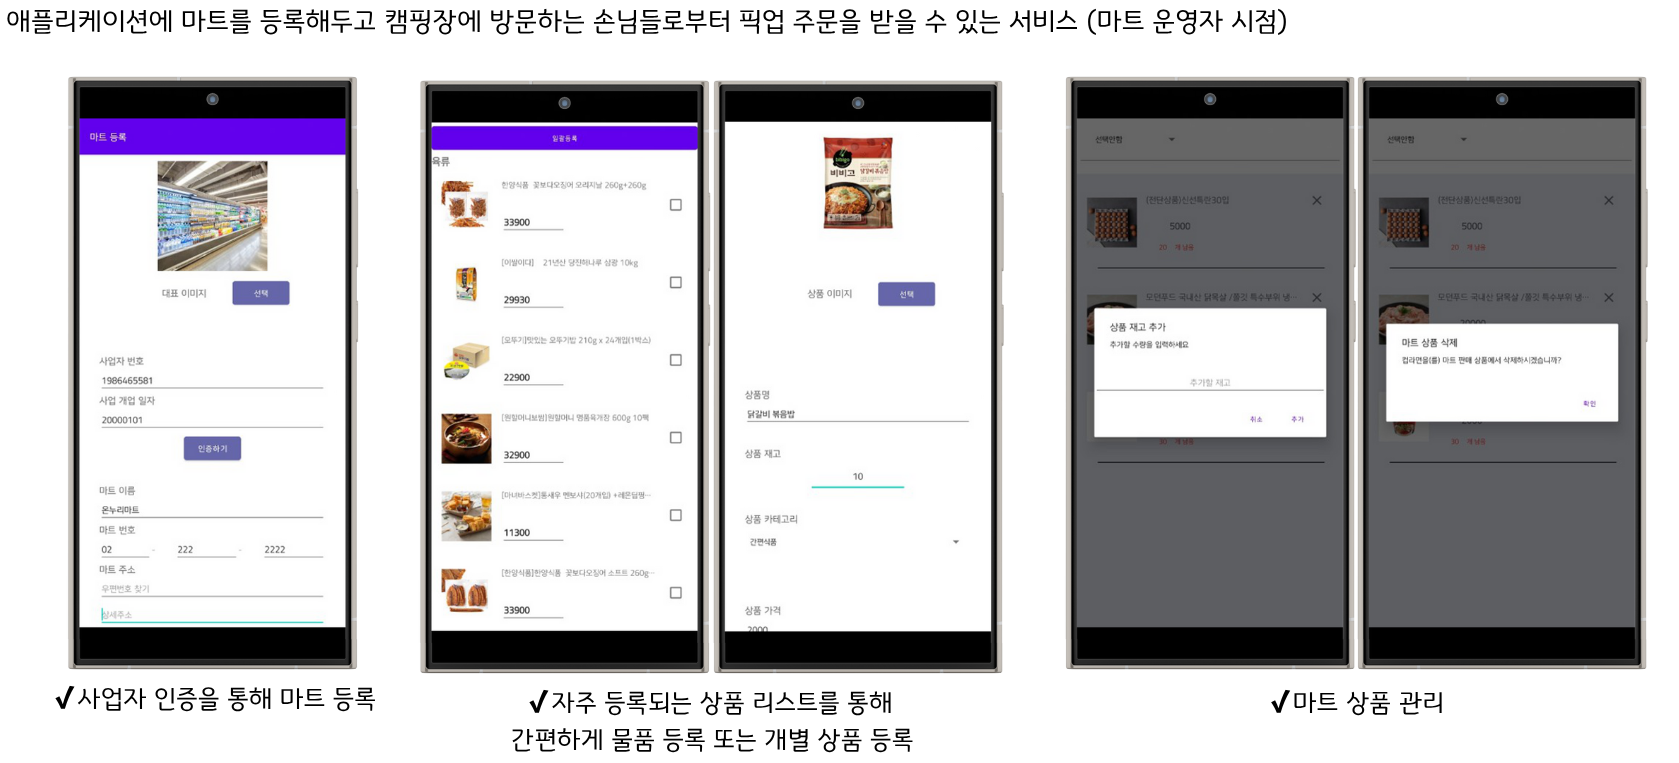 애플리케이션에 마트를 등록해두고 캠핑장에 방문하는 손님들로부터 픽업 주문을 받을 수 있는 서비스 (마트 운영자 시점)
마트 등록
대표 이미지
선택
사업자 번호
1986465581
사업 개업 일자
20000101
인증하기
마트 이름
온누리마트
마트 번호
02 - 222 - 2222
마트 주소
우편번호 찾기
상세주소
✓사업자 인증을 통해 마트 등록
일괄등록
육류
한양식품 꽃보다오징어 오리지날 260g+260g
33900
[이쌀이다] 21년산 당진하나루 삼광 10kg
29930
[오뚜기]맛있는 오뚜기밥 210g x 24개입(1박스)
22900
[원할머니보쌈]원할머니 명품육개장 600g 10팩
32900
[마녀바스켓]통새우 멘보샤(20개입) +레몬딥핑…
11300
[한양식품]한양식품 꽃보다오징어 소프트 260g…
33900
비비고
상품 이미지
선택
상품명
닭갈비 볶음밥
상품 재고
10
상품 카테고리
간편식품
상품 가격
2000
✓자주 등록되는 상품 리스트를 통해
간편하게 물품 등록 또는 개별 상품 등록
선택안함
(전단상품)신선특란30입
5000
20 개 남음
모던푸드 국내산 닭목살 /쫄깃 특수부위 냉…
상품 재고 추가
추가할 수량을 입력하세요
추가할 재고
취소
추가
30 개 남음
선택안함
(전단상품)신선특란30입
5000
20 개 남음
모던푸드 국내산 닭목살 /쫄깃 특수부위 냉…
마트 상품 삭제
컵라면을(를) 마트 판매 상품에서 삭제하시겠습니까?
확인
30 개 남음
✓마트 상품 관리